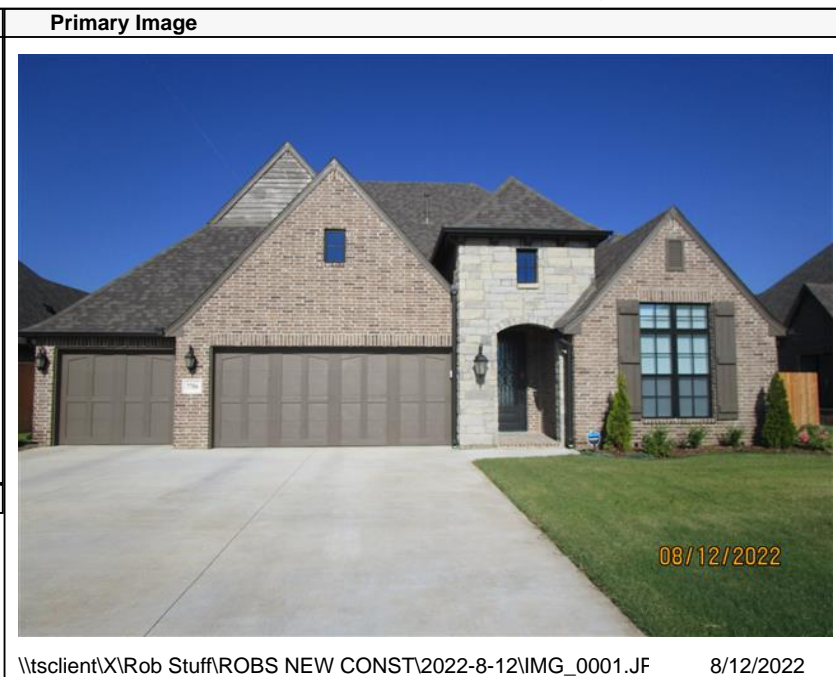 Primary Image
08/12/2022
\\tsclient\X\Rob Stuff\ROBS NEW CONST\2022-8-12\IMG_0001.JF 8/12/2022